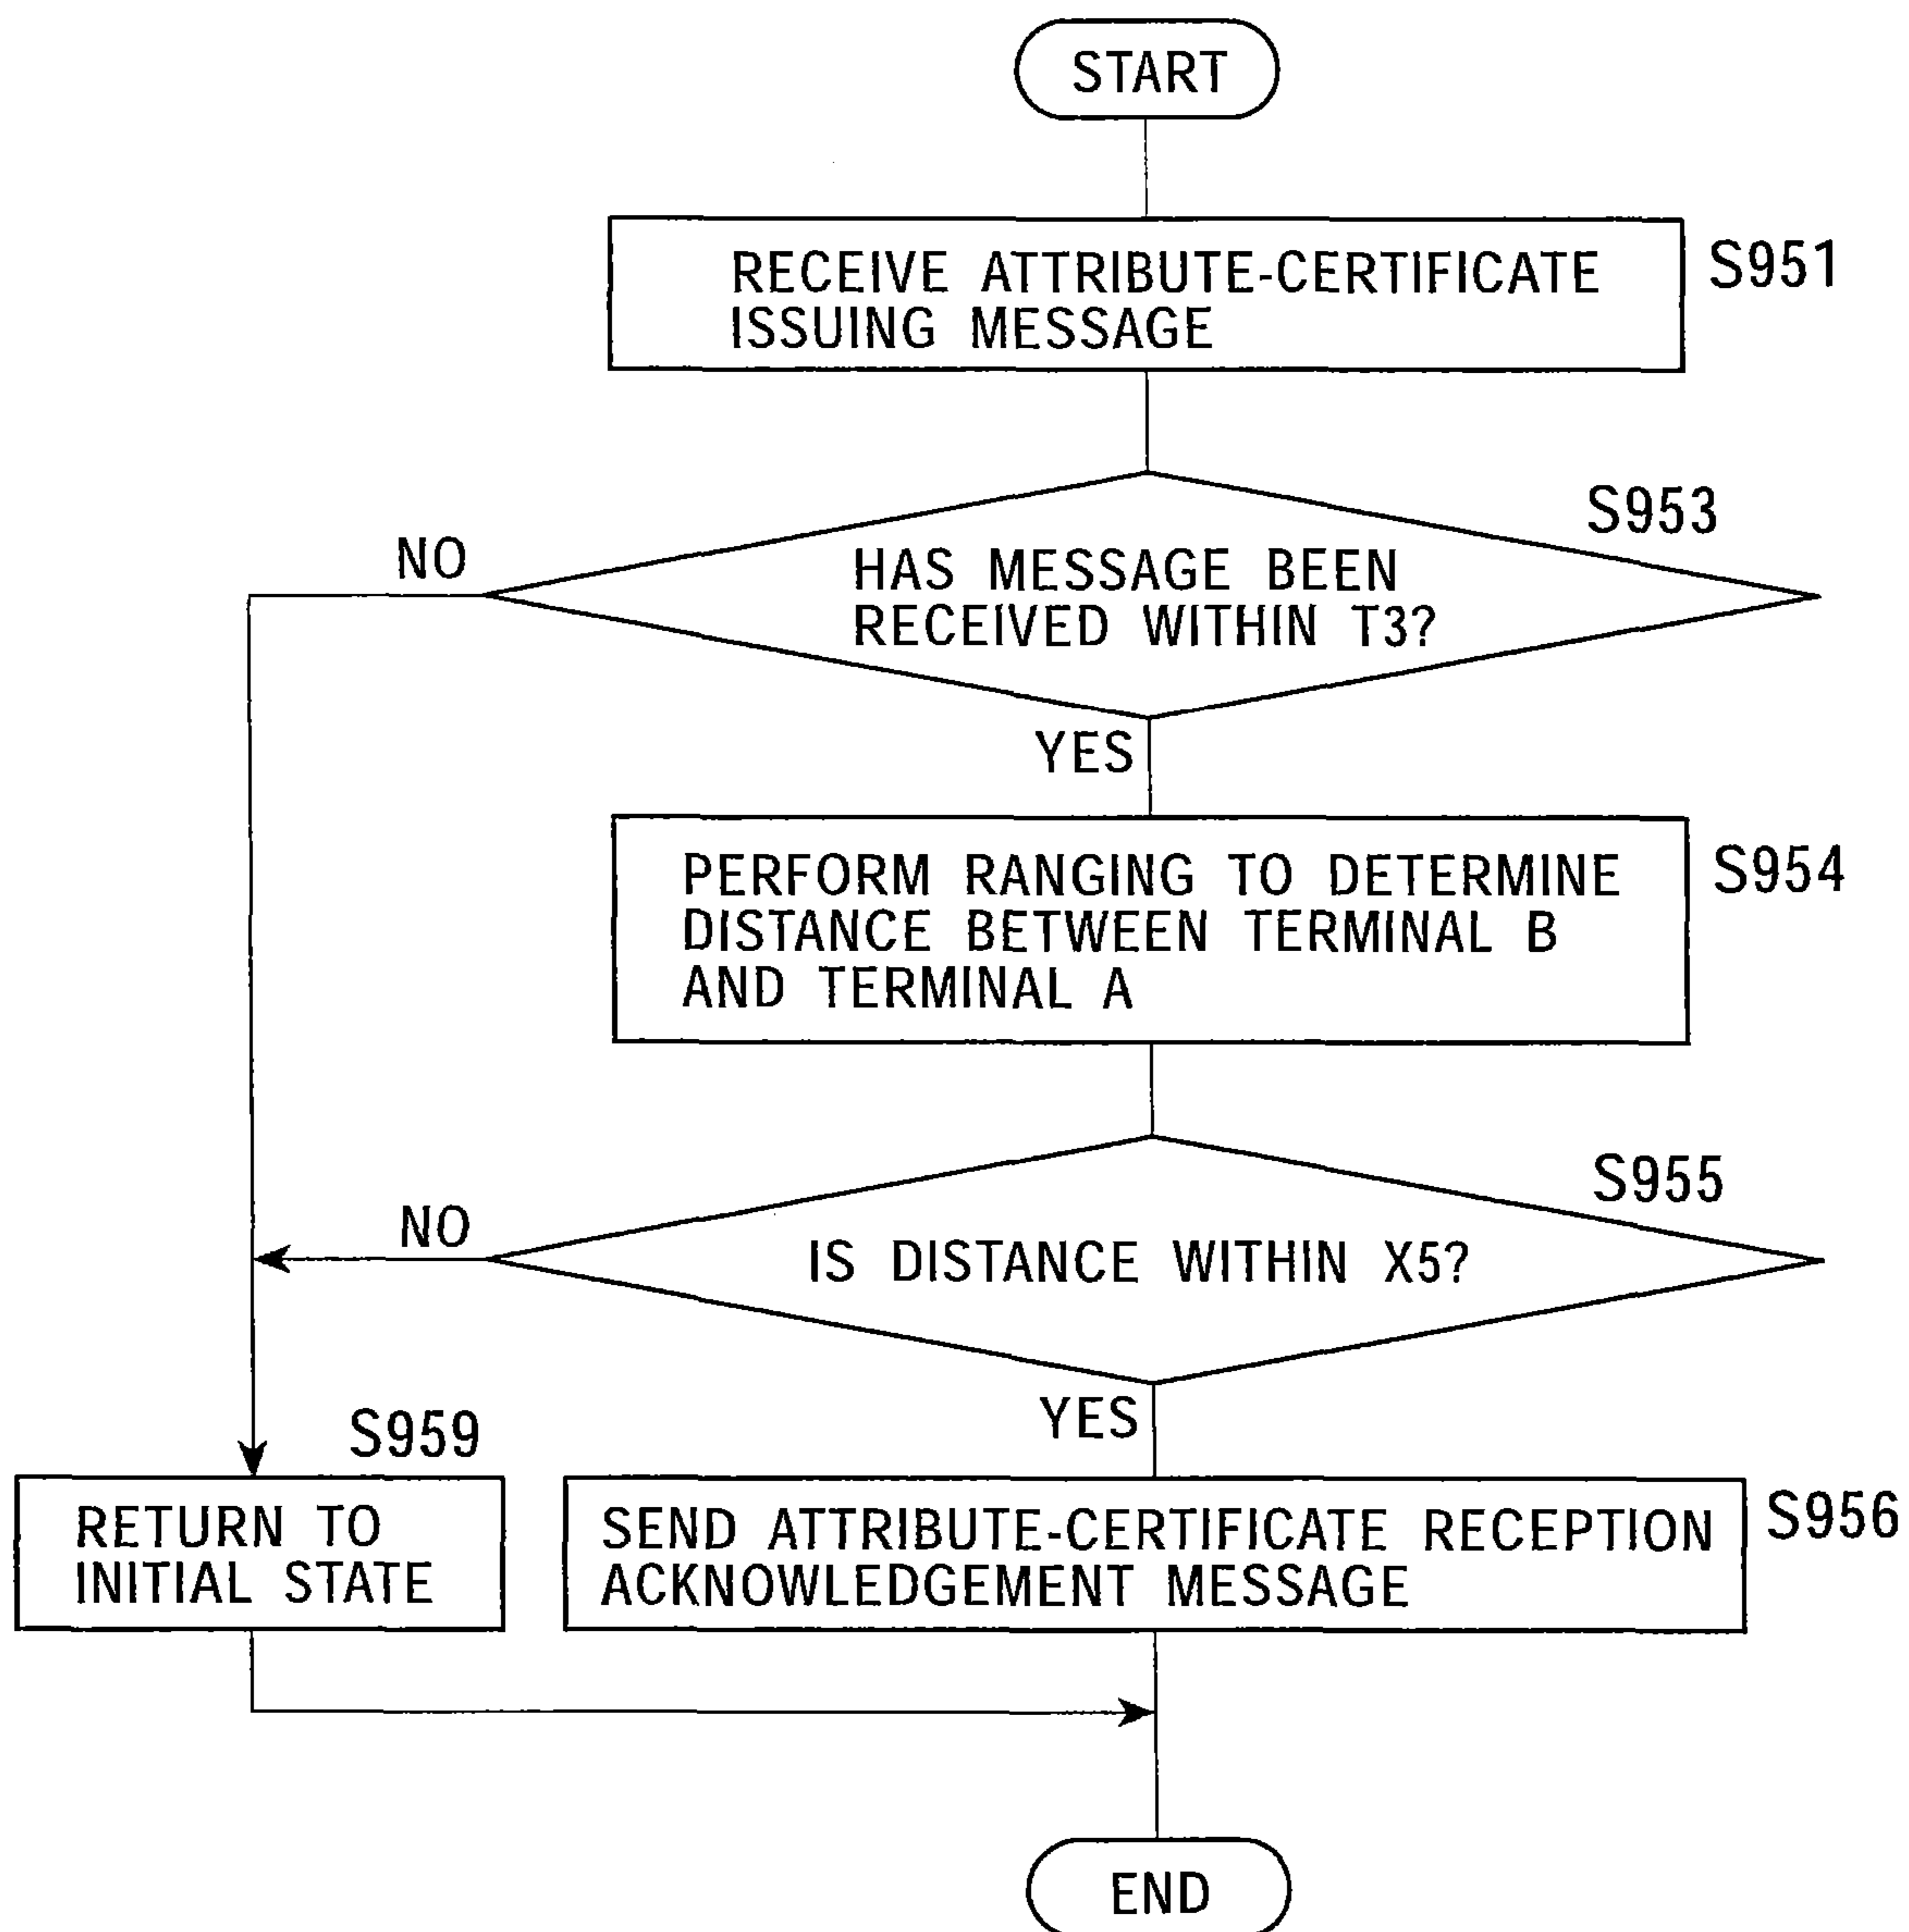 START
RECEIVE ATTRIBUTE-CERTIFICATE
ISSUING MESSAGE
S951
S953
NO
HAS MESSAGE BEEN
RECEIVED WITHIN T3?
YES
PERFORM RANGING TO DETERMINE
DISTANCE BETWEEN TERMINAL B
AND TERMINAL A
S954
S955
NO
IS DISTANCE WITHIN X5?
YES
S959
RETURN TO
INITIAL STATE
SEND ATTRIBUTE-CERTIFICATE RECEPTION
ACKNOWLEDGEMENT MESSAGE
S956
END